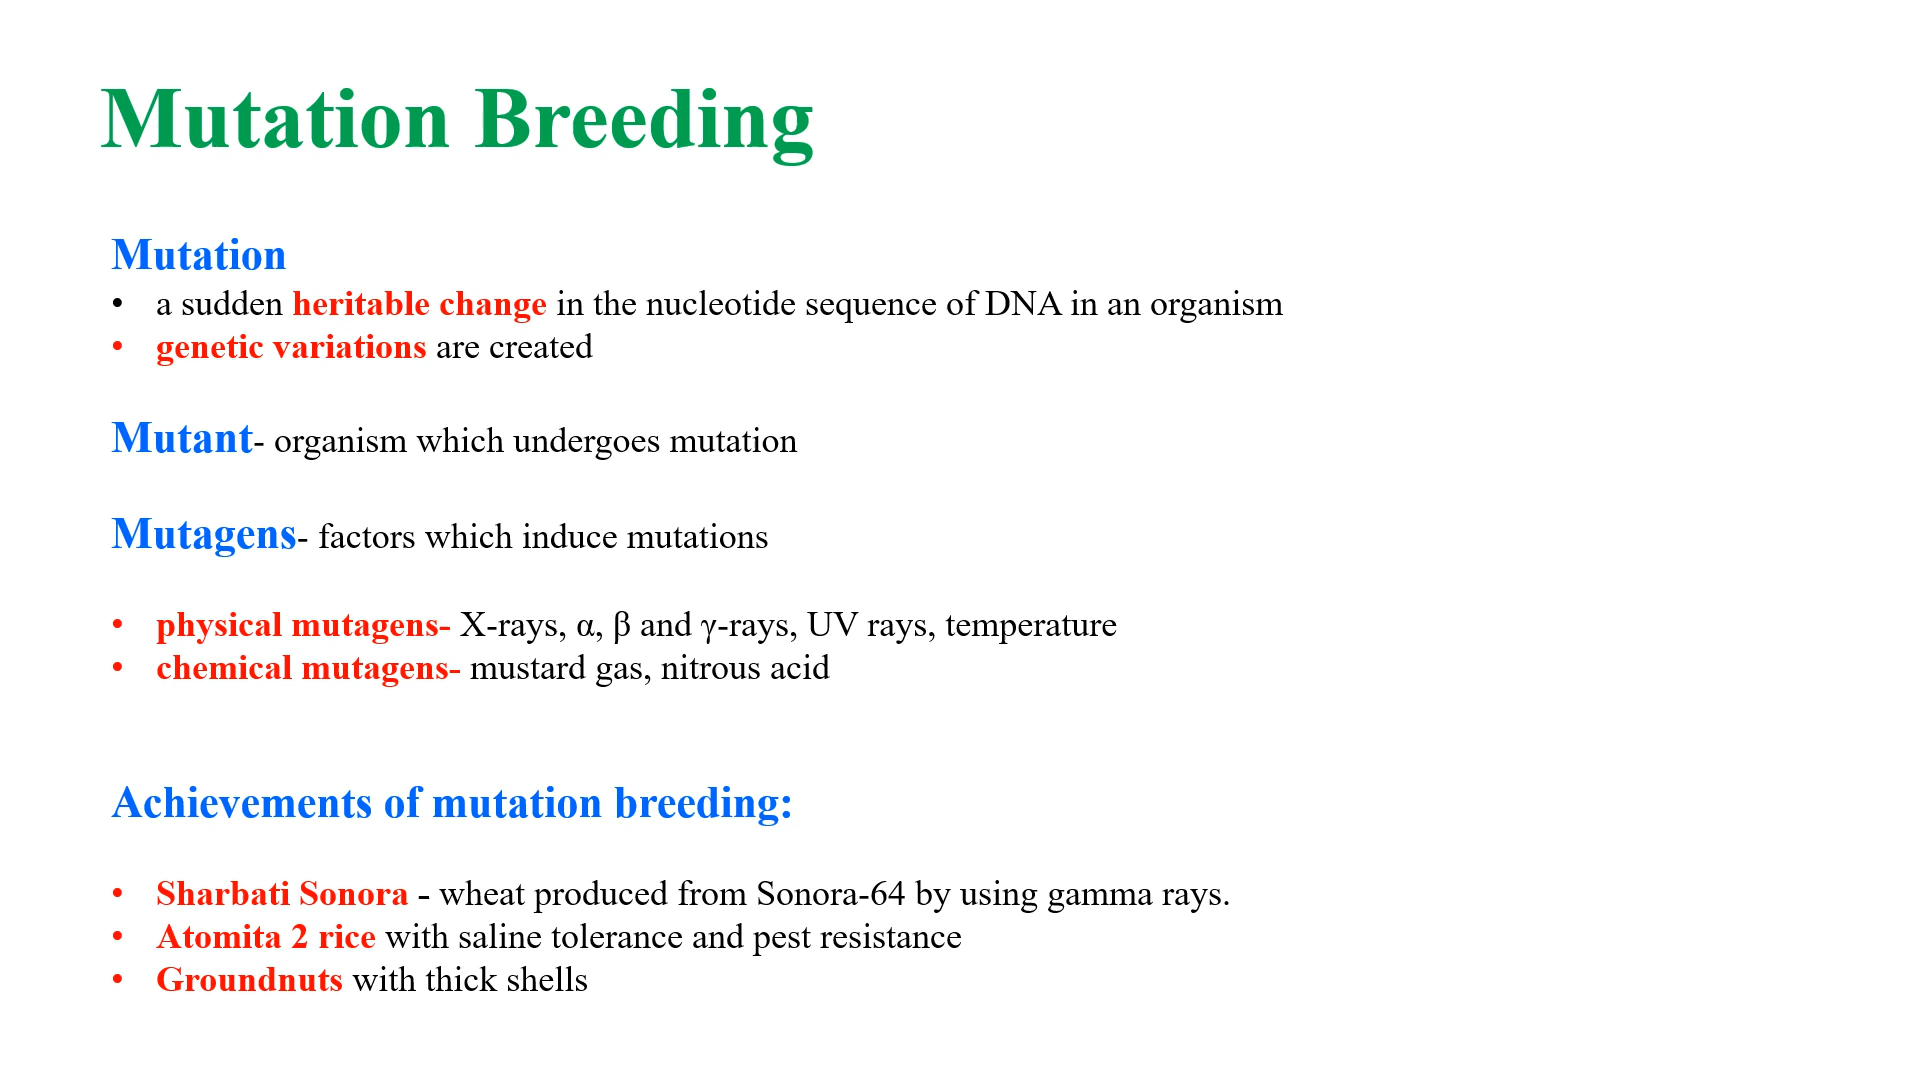 Mutation Breeding
Mutation
• a sudden heritable change in the nucleotide sequence of DNA in an organism
• genetic variations are created
Mutant- organism which undergoes mutation
Mutagens- factors which induce mutations
• physical mutagens- X-rays, α, β and γ-rays, UV rays, temperature
• chemical mutagens- mustard gas, nitrous acid
Achievements of mutation breeding:
• Sharbati Sonora - wheat produced from Sonora-64 by using gamma rays.
• Atomita 2 rice with saline tolerance and pest resistance
• Groundnuts with thick shells